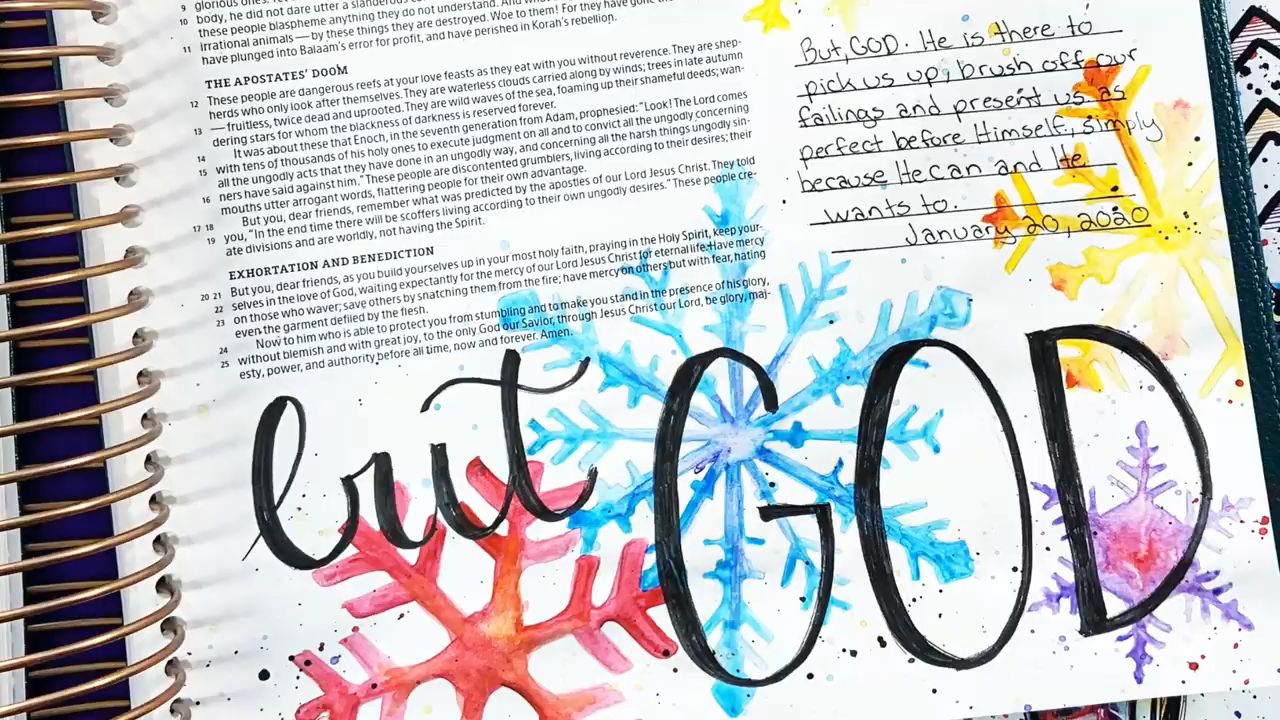 9 glorious ones.
10 body, he did not dare utter a slanderous
these people blaspheme anything they do not understand. And what
11 irrational animals — by these things they are destroyed. Woe to them! For they have gone the
have plunged into Balaam's error for profit, and have perished in Korah's rebellion.
THE APOSTATES' DOOM
12 These people are dangerous reefs at your love feasts as they eat with you without reverence. They are shep-
herds who only look after themselves. They are waterless clouds carried along by winds; trees in late autumn
13 — fruitless, twice dead and uprooted. They are wild waves of the sea, foaming up their shameful deeds; wan-
dering stars for whom the blackness of darkness is reserved forever.
14 It was about these that Enoch, in the seventh generation from Adam, prophesied: "Look! The Lord comes
15 with tens of thousands of his holy ones to execute judgment on all and to convict all the ungodly concerning
all the ungodly acts that they have done in an ungodly way, and concerning all the harsh things ungodly sin-
16 ners have said against him." These people are discontented grumblers, living according to their desires; their
mouths utter arrogant words, flattering people for their own advantage.
17 18 But you, dear friends, remember what was predicted by the apostles of our Lord Jesus Christ. They told
19 you, "In the end time there will be scoffers living according to their own ungodly desires." These people cre-
ate divisions and are worldly, not having the Spirit.
EXHORTATION AND BENEDICTION
20 21 But you, dear friends, as you build yourselves up in your most holy faith, praying in the Holy Spirit, keep your-
22 selves in the love of God, waiting expectantly for the mercy of our Lord Jesus Christ for eternal life. Have mercy
23 on those who waver; save others by snatching them from the fire; have mercy on others but with fear, hating
even the garment defiled by the flesh.
24 Now to him who is able to protect you from stumbling and to make you stand in the presence of his glory,
25 without blemish and with great joy, to the only God our Savior, through Jesus Christ our Lord, be glory, maj-
esty, power, and authority before all time, now and forever. Amen.
But, GOD. He is there to
pick us up, brush off our
failings and present us as
perfect before Himself, simply
because He can and He
wants to.
January 20, 2020
but GOD